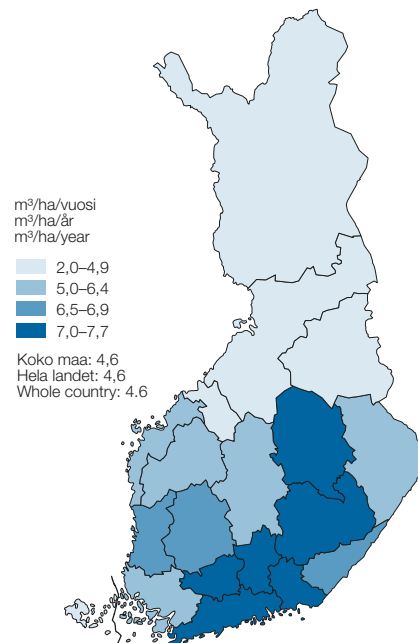 m³/ha/vuosi
m³/ha/år
m³/ha/year
2,0–4,9
5,0–6,4
6,5–6,9
7,0–7,7
Koko maa: 4,6
Hela landet: 4,6
Whole country: 4.6